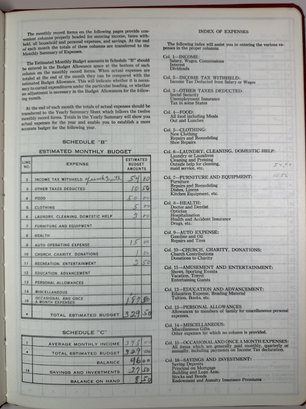 The monthly record forms on the following pages provide convenient columns properly headed for entering income, taxes withheld, all household and personal expenses, and savings. At the end of each month the totals of these columns are transferred to the Monthly Summary of Expenses.
The Estimated Monthly Budget amounts in Schedule "B" should be entered in the Budget Allowance space at the bottom of each column on the monthly record forms. When actual expenses are totaled at the end of the month they can be compared with the estimated Budget Allowance. This will indicate whether it is necessary to curtail expenditures under the particular heading, or whether an adjustment is necessary in the Budget Allowances for the following month.
At the end of each month the totals of actual expenses should be transferred to the Yearly Summary Sheet which follows the twelve monthly record forms. Totals in the Yearly Summary will show you actual expenses for the year and enable you to establish a more accurate budget for the following year.
SCHEDULE "B"
ESTIMATED MONTHLY BUDGET
EXPENSE
ESTIMATED BUDGET AMOUNTS
INCOME TAX WITHHELD
OTHER TAXES DEDUCTED
FOOD
CLOTHING
LAUNDRY, CLEANING, DOMESTIC HELP
FURNITURE AND EQUIPMENT
HEALTH
AUTO OPERATING EXPENSE 15
CHURCH, CHARITY, DONATIONS
RECREATION, ENTERTAINMENT
EDUCATION ADVANCEMENT
PERSONAL ALLOWANCES
MISCELLANEOUS
OCCASIONAL AND ONCE A MONTH EXPENSES
TOTAL ESTIMATED BUDGET 329 50
SCHEDULE "C"
AVERAGE MONTHLY INCOME
TOTAL ESTIMATED BUDGET
BALANCE
SAVINGS AND INVESTMENTS
BALANCE ON HAND 8 50
INDEX OF EXPENSES
The following index will assist you in entering the various expenses in the proper columns.
Col. 1—INCOME:
Salary, Wages, Commissions
Interest
Dividends
Col. 2—INCOME TAX WITHHELD:
Income Tax Deducted from Salary or Wages
Col. 3—OTHER TAXES DEDUCTED:
Social Security
Unemployment Insurance
Tax in some States
Col. 4—FOOD:
All food including Meals
Out and Lunches
Col. 5—CLOTHING:
New Clothing
Repairs and Remodeling
Shoe Repairs
Col. 6—LAUNDRY, CLEANING, DOMESTIC HELP:
Laundry or Laundress
Cleaning and Pressing
Outside help for cleaning,
maid service, etc.
Col. 7—FURNITURE AND EQUIPMENT:
Furniture
Repairs and Remodeling
Dishes, Linens
Kitchen Equipment, etc.
Col. 8—HEALTH:
Doctor and Dentist
Optician
Hospitalization
Health and Accident Insurance
Drugs, etc.
Col. 9—AUTO EXPENSE:
Gasoline and Oil
Repairs and Tires
Col. 10—CHURCH, CHARITY, DONATIONS:
Church Contributions
Donations to Charity
Col. 11—AMUSEMENT AND ENTERTAINMENT:
Shows, Sporting Events
Vacation, Travel
Entertaining Guests
Col. 12—EDUCATION AND ADVANCEMENT:
Education Expense, Reading Material
Tuition, Books, etc.
Col. 13—PERSONAL ALLOWANCES:
Allowances to members of family for miscellaneous personal expenses.
Col. 14—MISCELLANEOUS:
Miscellaneous Gifts
Other expenses for which no column is provided.
Col. 15—OCCASIONAL AND ONCE A MONTH EXPENSES:
All items which are generally paid monthly, quarterly or annually, including payments on Income Tax declaration.
Col. 16—SAVINGS AND INVESTMENT:
Saving Deposits
Principal on Mortgage
Building and Loan Shares
Stocks and Bonds
Endowment and Annuity Insurance Premiums